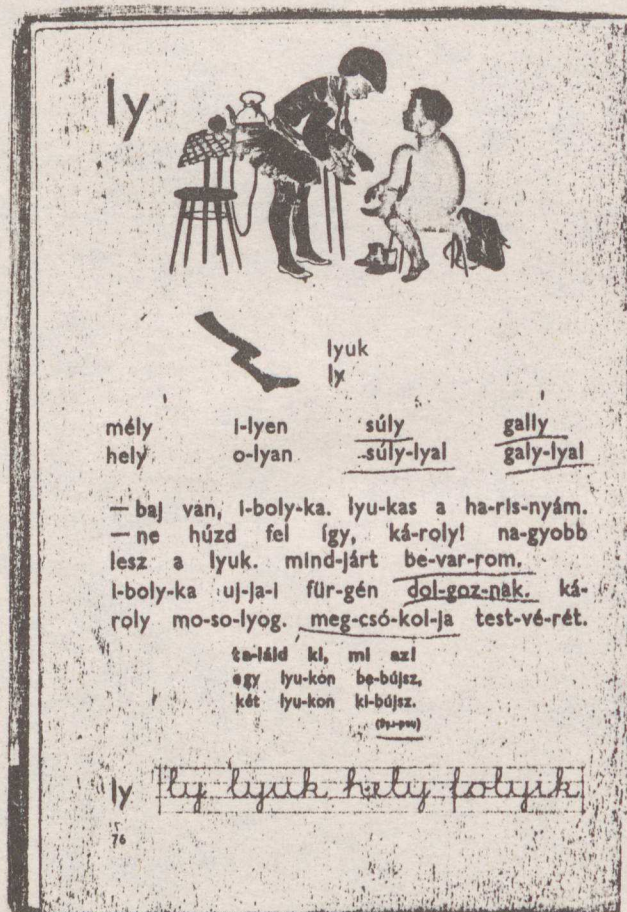 ly
lyuk
ly
mély i-lyen súly gally
hely o-lyan súly-lyal galy-lyal
— baj van, i-boly-ka. lyu-kas a ha-ris-nyám.
— ne húzd fel így, ká-roly! na-gyobb
lesz a lyuk. mind-járt be-var-rom.
i-boly-ka uj-ja-i für-gén dol-goz-nak. ká-
roly mo-so-lyog. meg-csó-kol-ja test-vé-rét.
ta-láld ki, mi az!
egy lyu-kon be-bújsz,
két lyu-kon ki-bújsz.
ly ly lyuk hely folyik
76